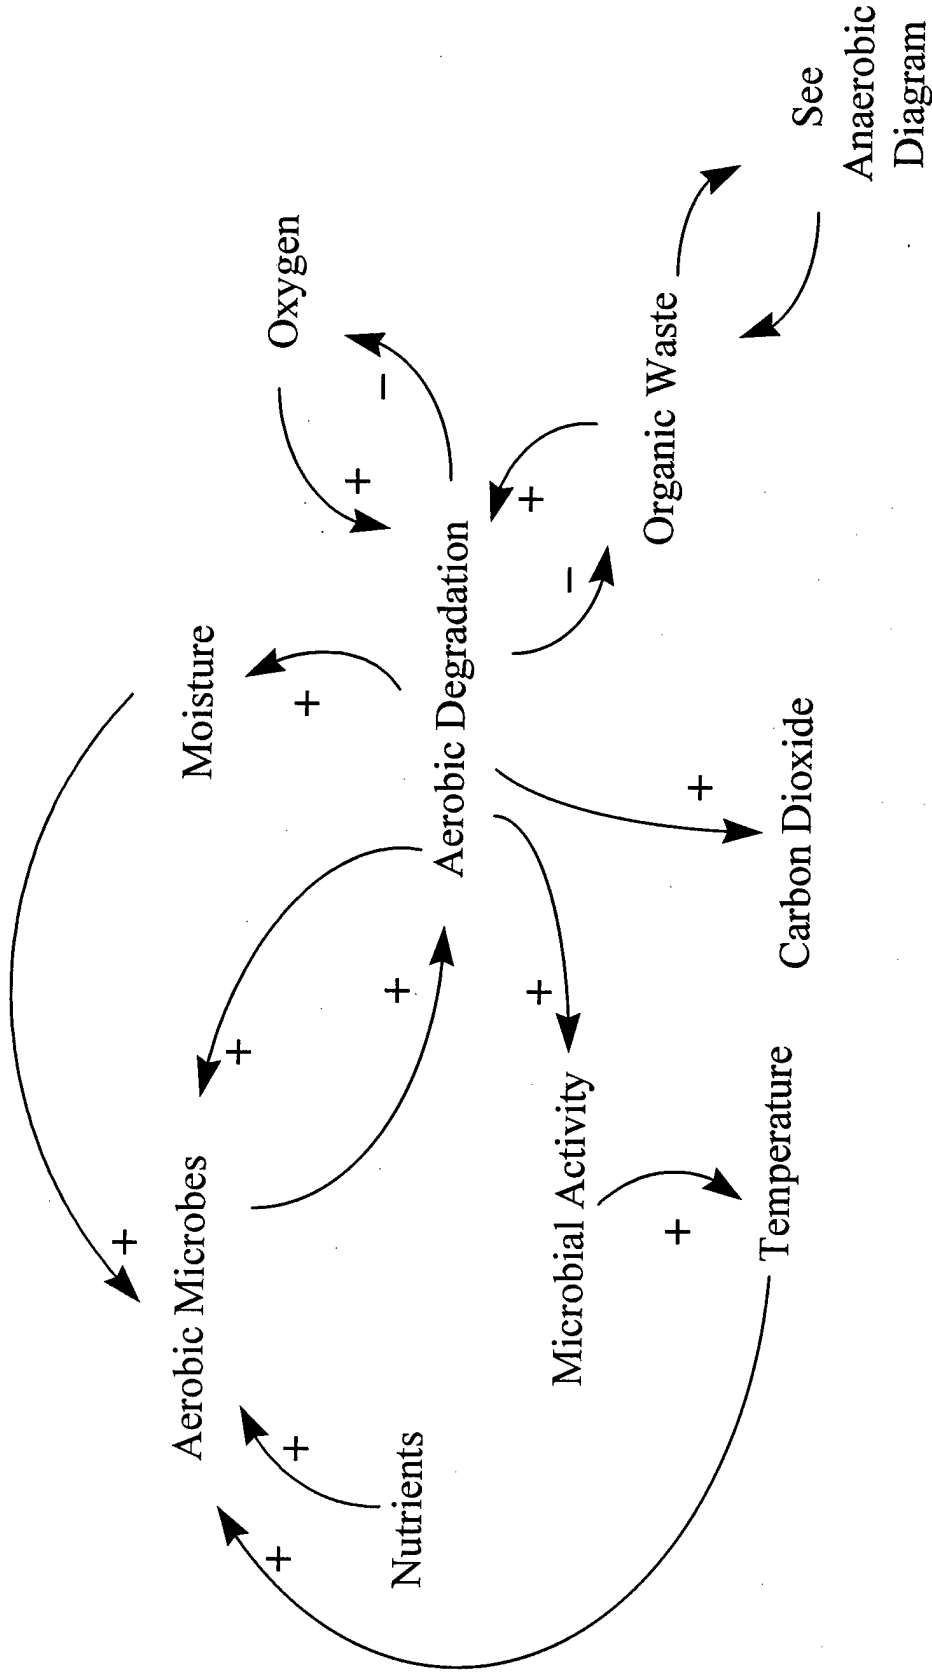 Moisture
+
Oxygen
+
Aerobic Microbes
+
+
−
+
+
Nutrients
+
+
Aerobic Degradation
+
−
+
Microbial Activity
+
Organic Waste
+
Temperature
Carbon Dioxide
See
Anaerobic
Diagram